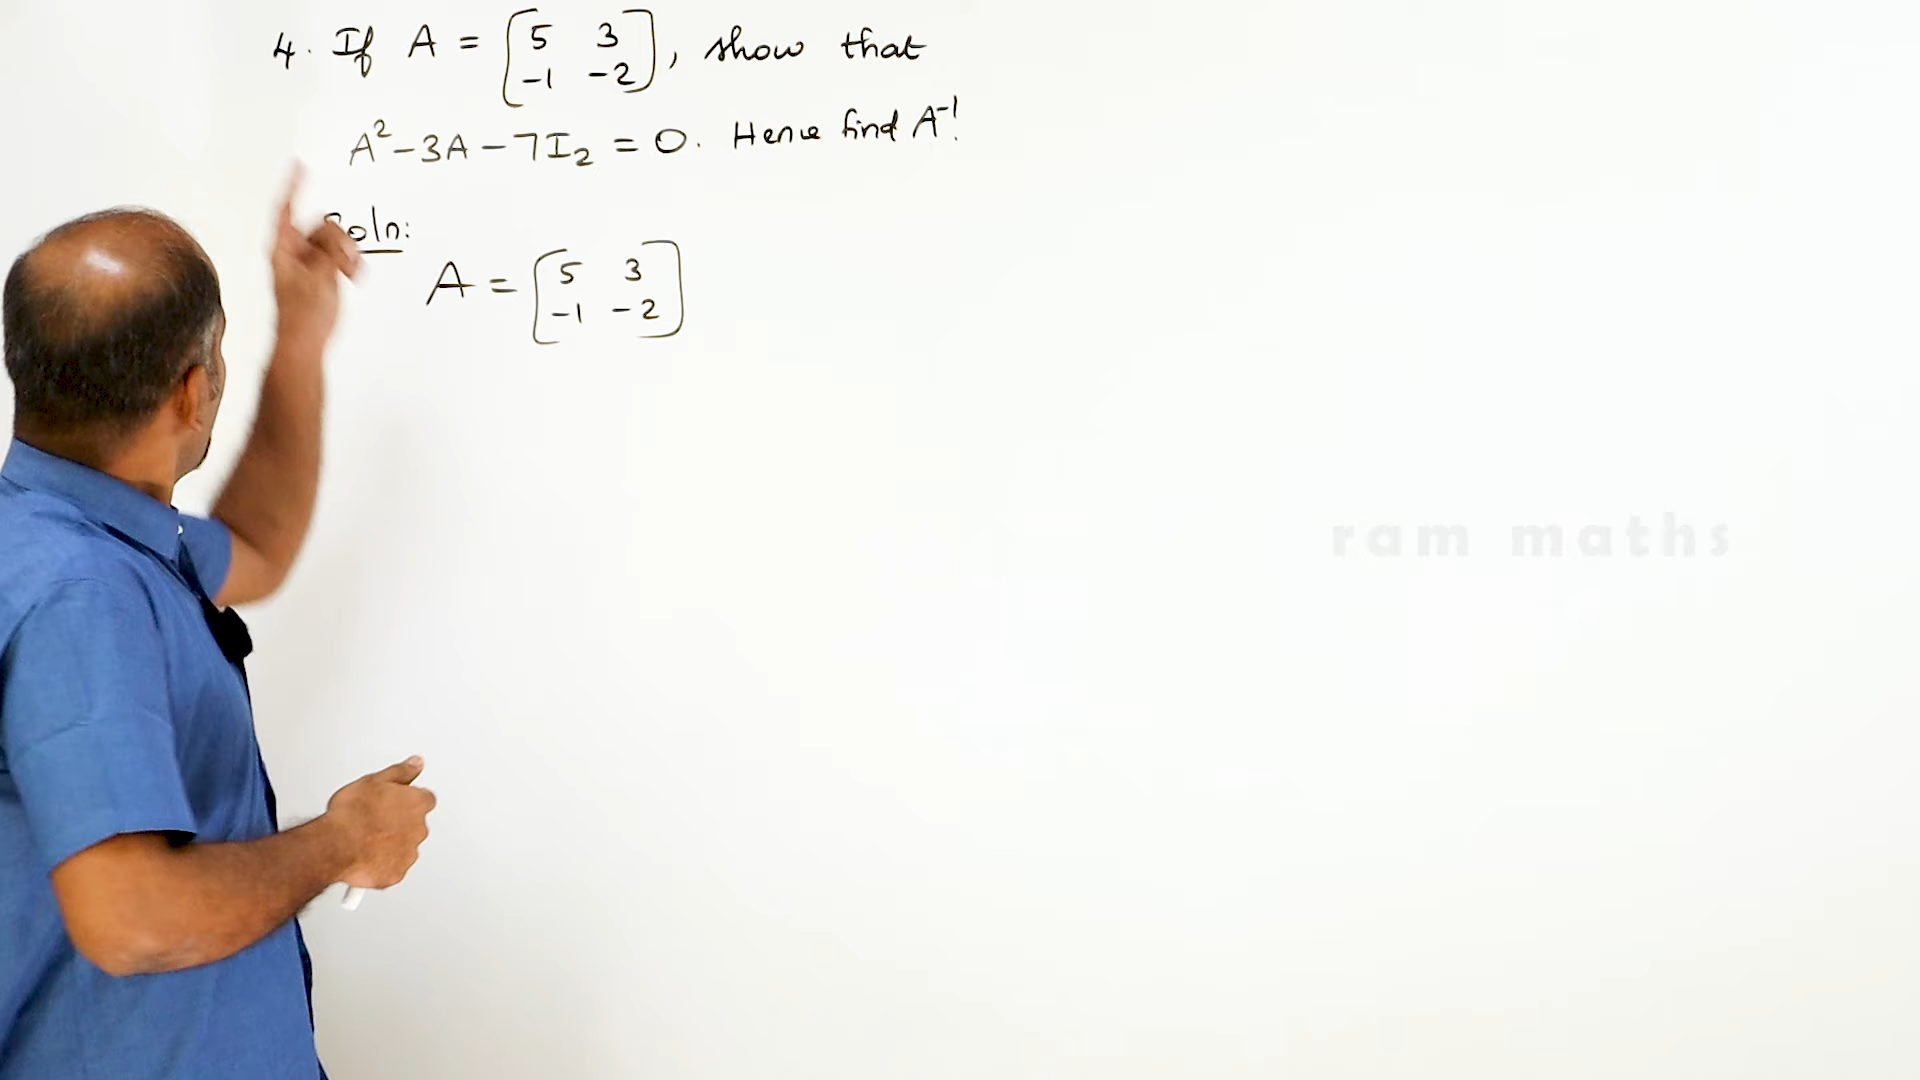 4. If A = [5 3
-1 -2], show that
A² - 3A - 7I₂ = 0. Hence find A⁻¹.
Soln:
A = [5 3
-1 -2]
ram maths